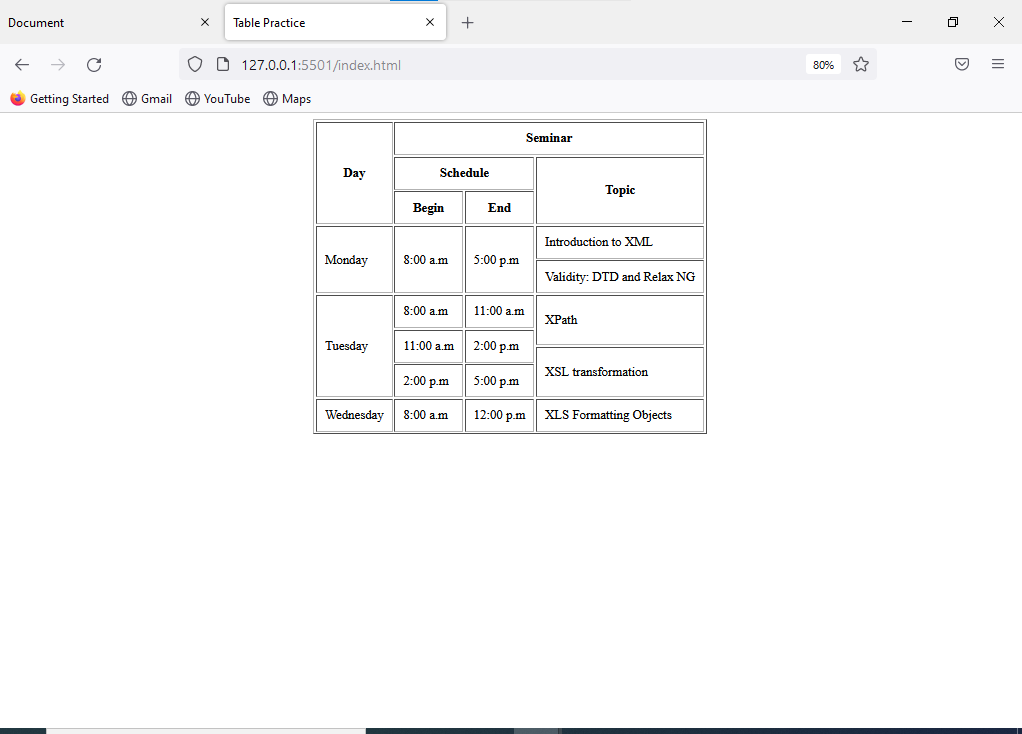 Document
Table Practice
127.0.0.1:5501/index.html
80%
Getting Started Gmail YouTube Maps
Day Seminar
Schedule Topic
Begin End
Monday 8:00 a.m 5:00 p.m Introduction to XML
Validity: DTD and Relax NG
Tuesday 8:00 a.m 11:00 a.m XPath
11:00 a.m 2:00 p.m
XSL transformation
2:00 p.m 5:00 p.m
Wednesday 8:00 a.m 12:00 p.m XLS Formatting Objects